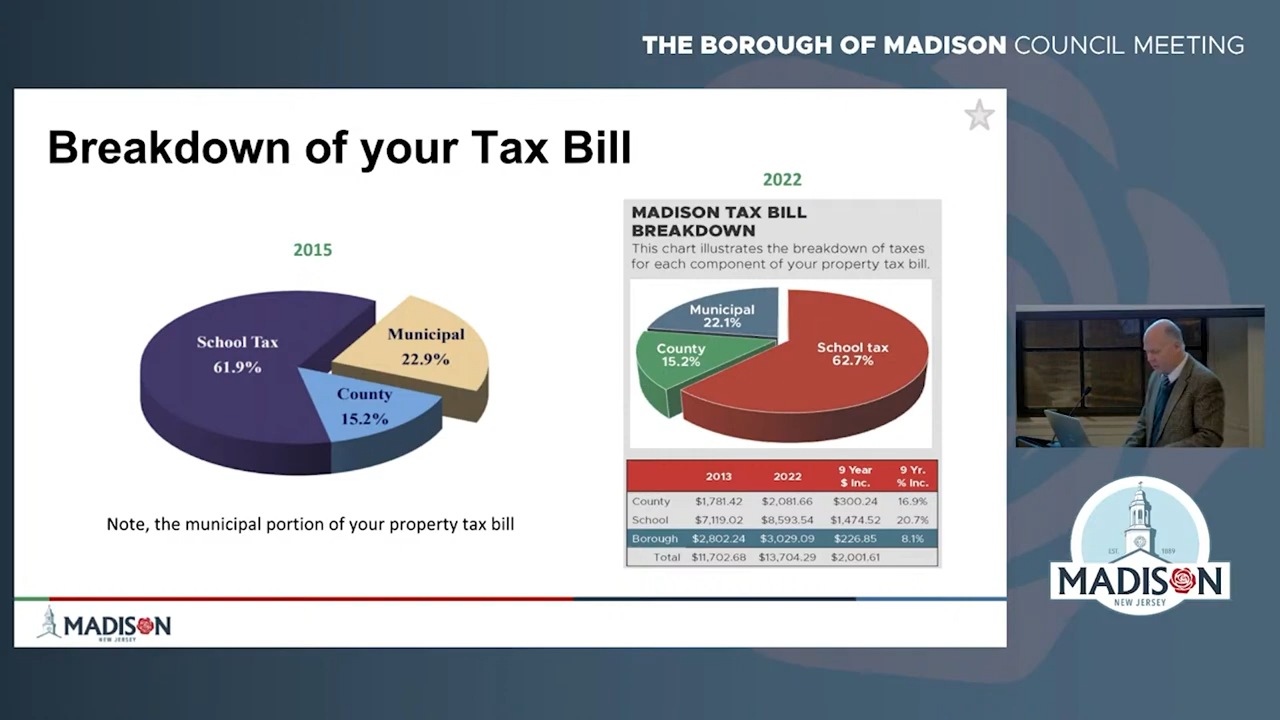 THE BOROUGH OF MADISON COUNCIL MEETING
Breakdown of your Tax Bill
2015
School Tax
61.9%
Municipal
22.9%
County
15.2%
Note, the municipal portion of your property tax bill
2022
MADISON TAX BILL
BREAKDOWN
This chart illustrates the breakdown of taxes
for each component of your property tax bill.
Municipal
22.1%
County
15.2%
School tax
62.7%
2013 2022 9 Year $ Inc. 9 Yr. % Inc.
County $1,781.42 $2,081.66 $300.24 16.9%
School $7,119.02 $8,593.54 $1,474.52 20.7%
Borough $2,802.24 $3,029.09 $226.85 8.1%
Total $11,702.68 $13,704.29 $2,001.61
MADISON
NEW JERSEY
EST. 1889
MADISON
NEW JERSEY